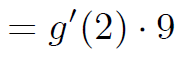 = g′(2) · 9